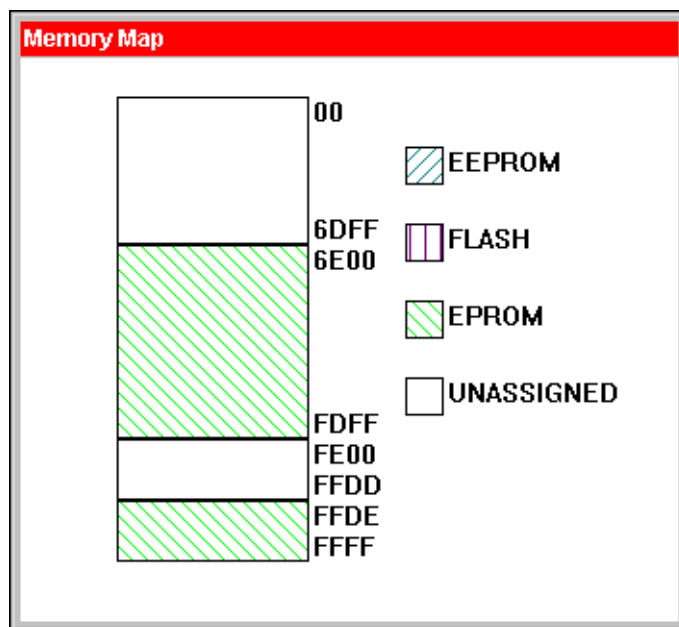 Memory Map
00
6DFF
6E00
FDFF
FE00
FFDD
FFDE
FFFF
EEPROM
FLASH
EPROM
UNASSIGNED